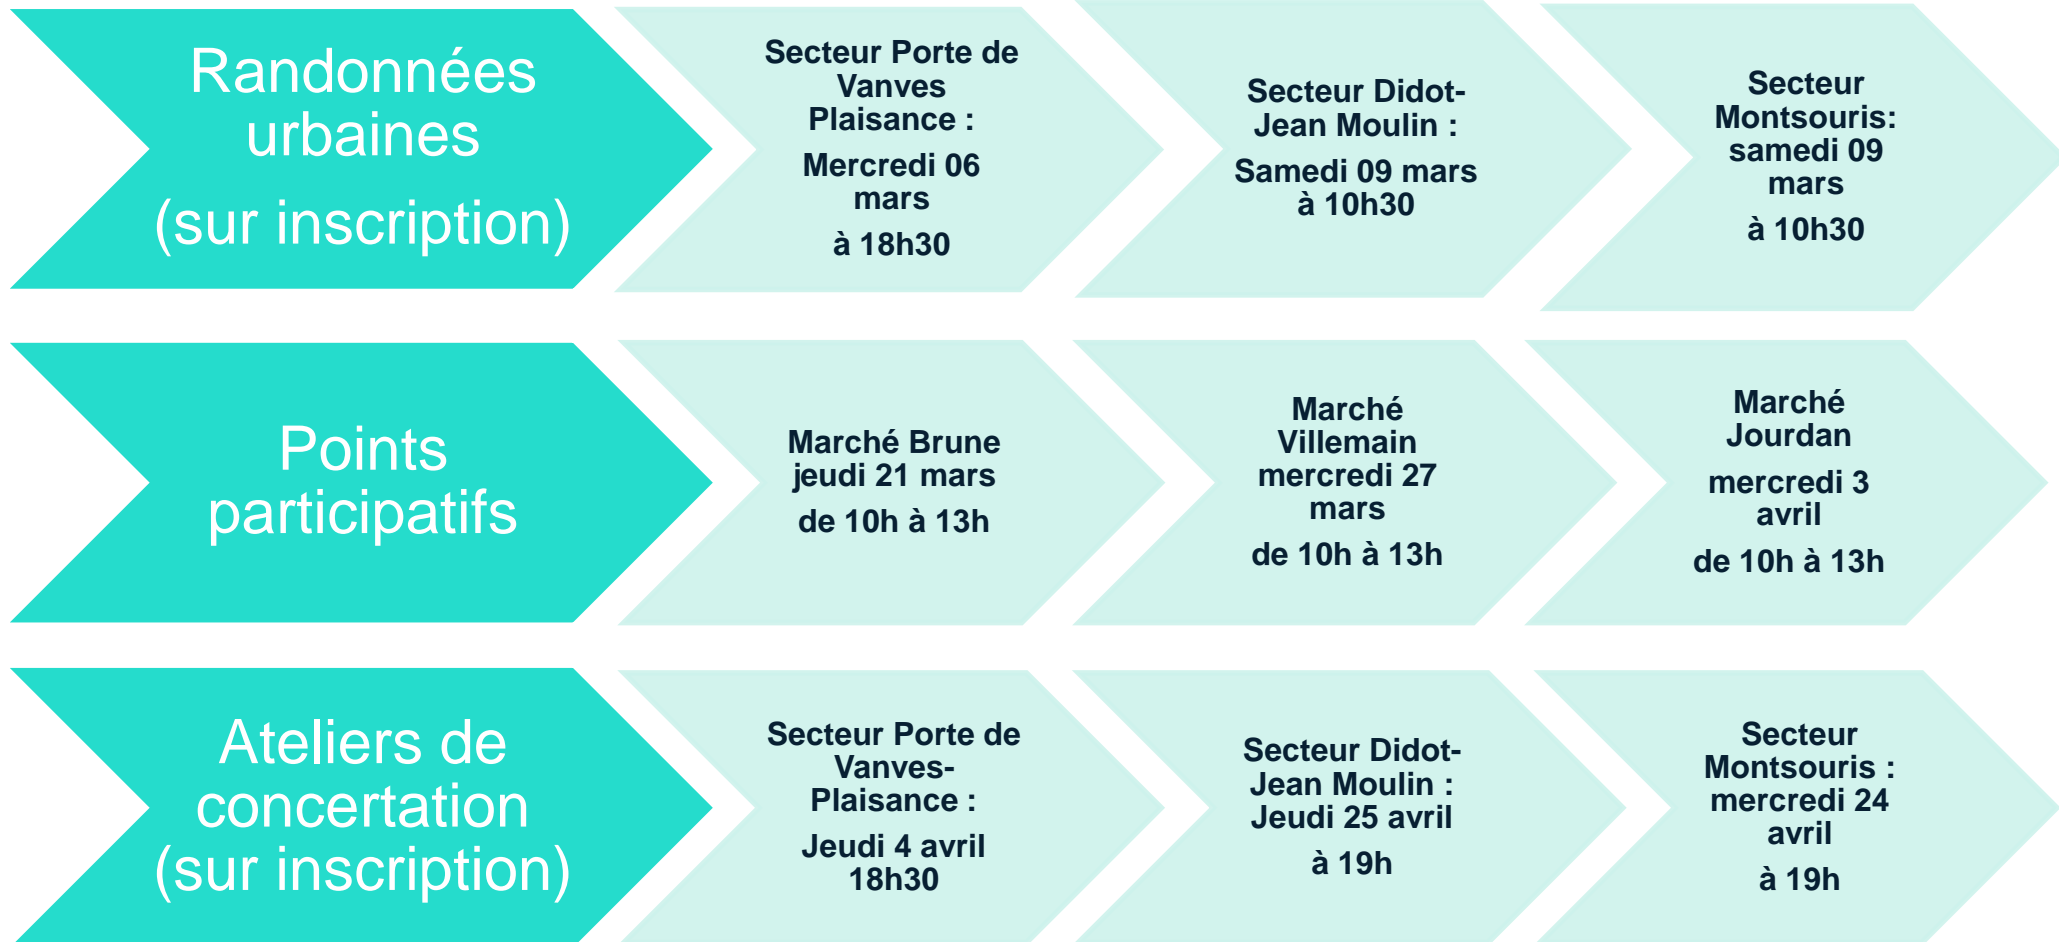 Randonnées
urbaines
(sur inscription)
Secteur Porte de
Vanves
Plaisance :
Mercredi 06
mars
à 18h30
Secteur Didot-
Jean Moulin :
Samedi 09 mars
à 10h30
Secteur
Montsouris:
samedi 09
mars
à 10h30
Points
participatifs
Marché Brune
jeudi 21 mars
de 10h à 13h
Marché
Villemain
mercredi 27
mars
de 10h à 13h
Marché
Jourdan
mercredi 3
avril
de 10h à 13h
Ateliers de
concertation
(sur inscription)
Secteur Porte de
Vanves-
Plaisance :
Jeudi 4 avril
18h30
Secteur Didot-
Jean Moulin :
Jeudi 25 avril
à 19h
Secteur
Montsouris :
mercredi 24
avril
à 19h